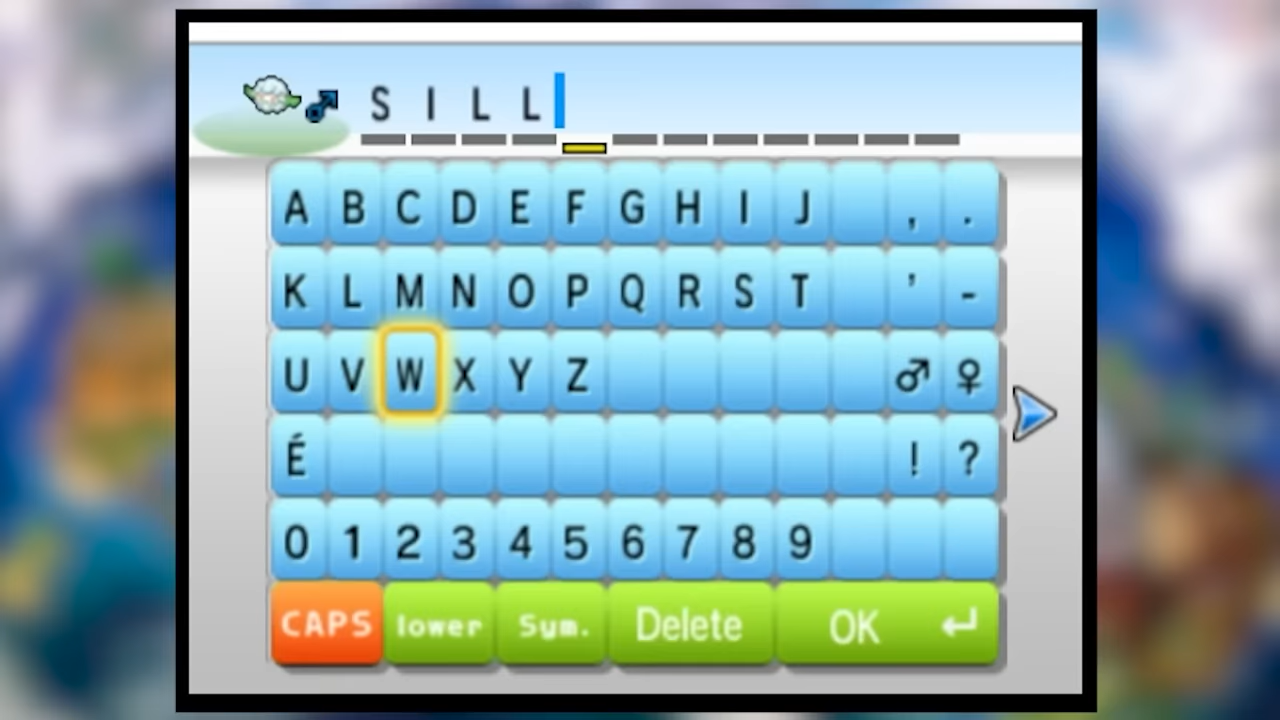 ♂ SILL
A B C D E F G H I J , .
K L M N O P Q R S T ' -
U V W X Y Z ♂ ♀
É ! ?
0 1 2 3 4 5 6 7 8 9
CAPS lower Sym. Delete OK